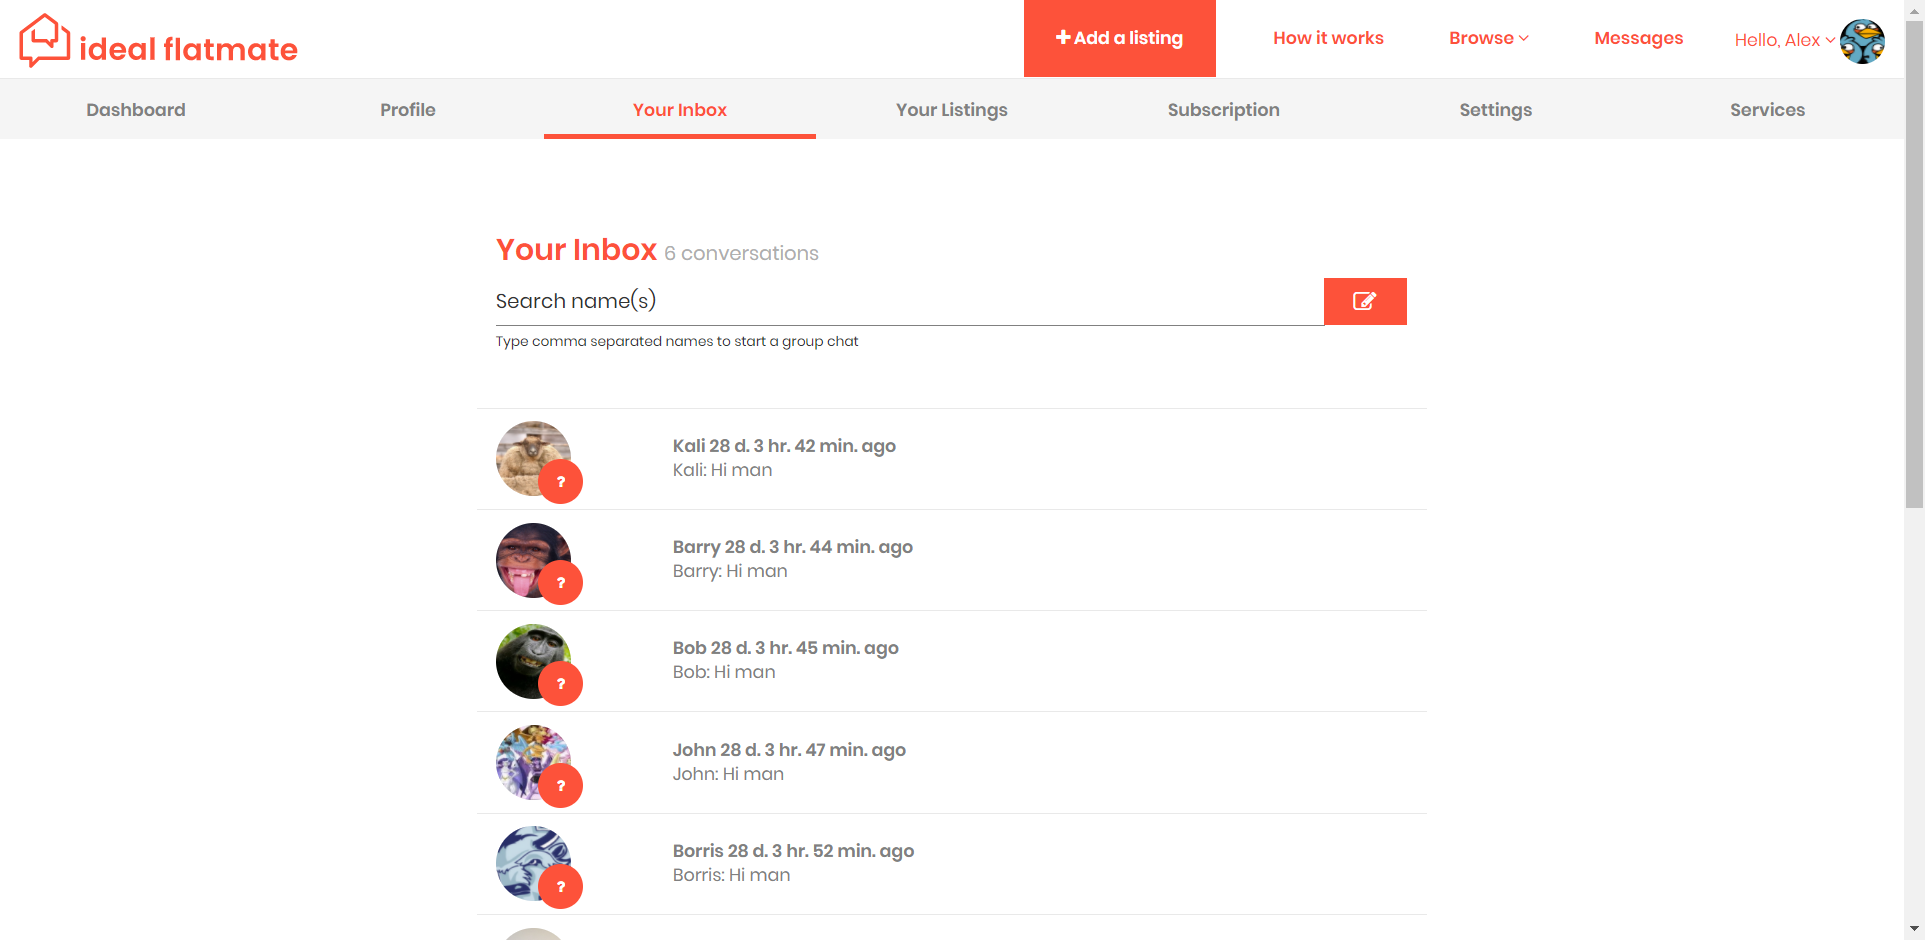 ideal flatmate
Add a listing
How it works
Browse
Messages
Hello, Alex
Dashboard
Profile
Your Inbox
Your Listings
Subscription
Settings
Services
Your Inbox 6 conversations
Search name(s)
Type comma separated names to start a group chat
Kali 28 d. 3 hr. 42 min. ago
Kali: Hi man
?
Barry 28 d. 3 hr. 44 min. ago
Barry: Hi man
?
Bob 28 d. 3 hr. 45 min. ago
Bob: Hi man
?
John 28 d. 3 hr. 47 min. ago
John: Hi man
?
Borris 28 d. 3 hr. 52 min. ago
Borris: Hi man
?